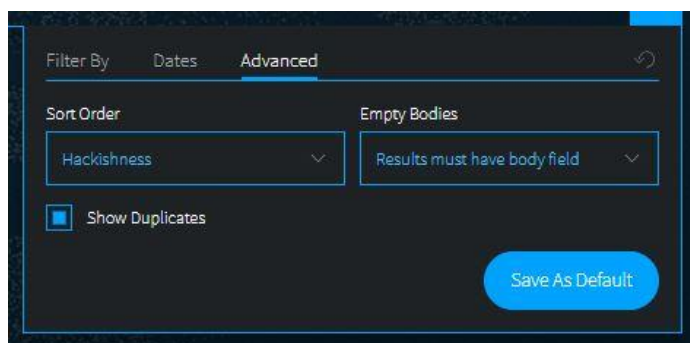 Filter By Dates Advanced
Sort Order Empty Bodies
Hackishness Results must have body field
Show Duplicates
Save As Default